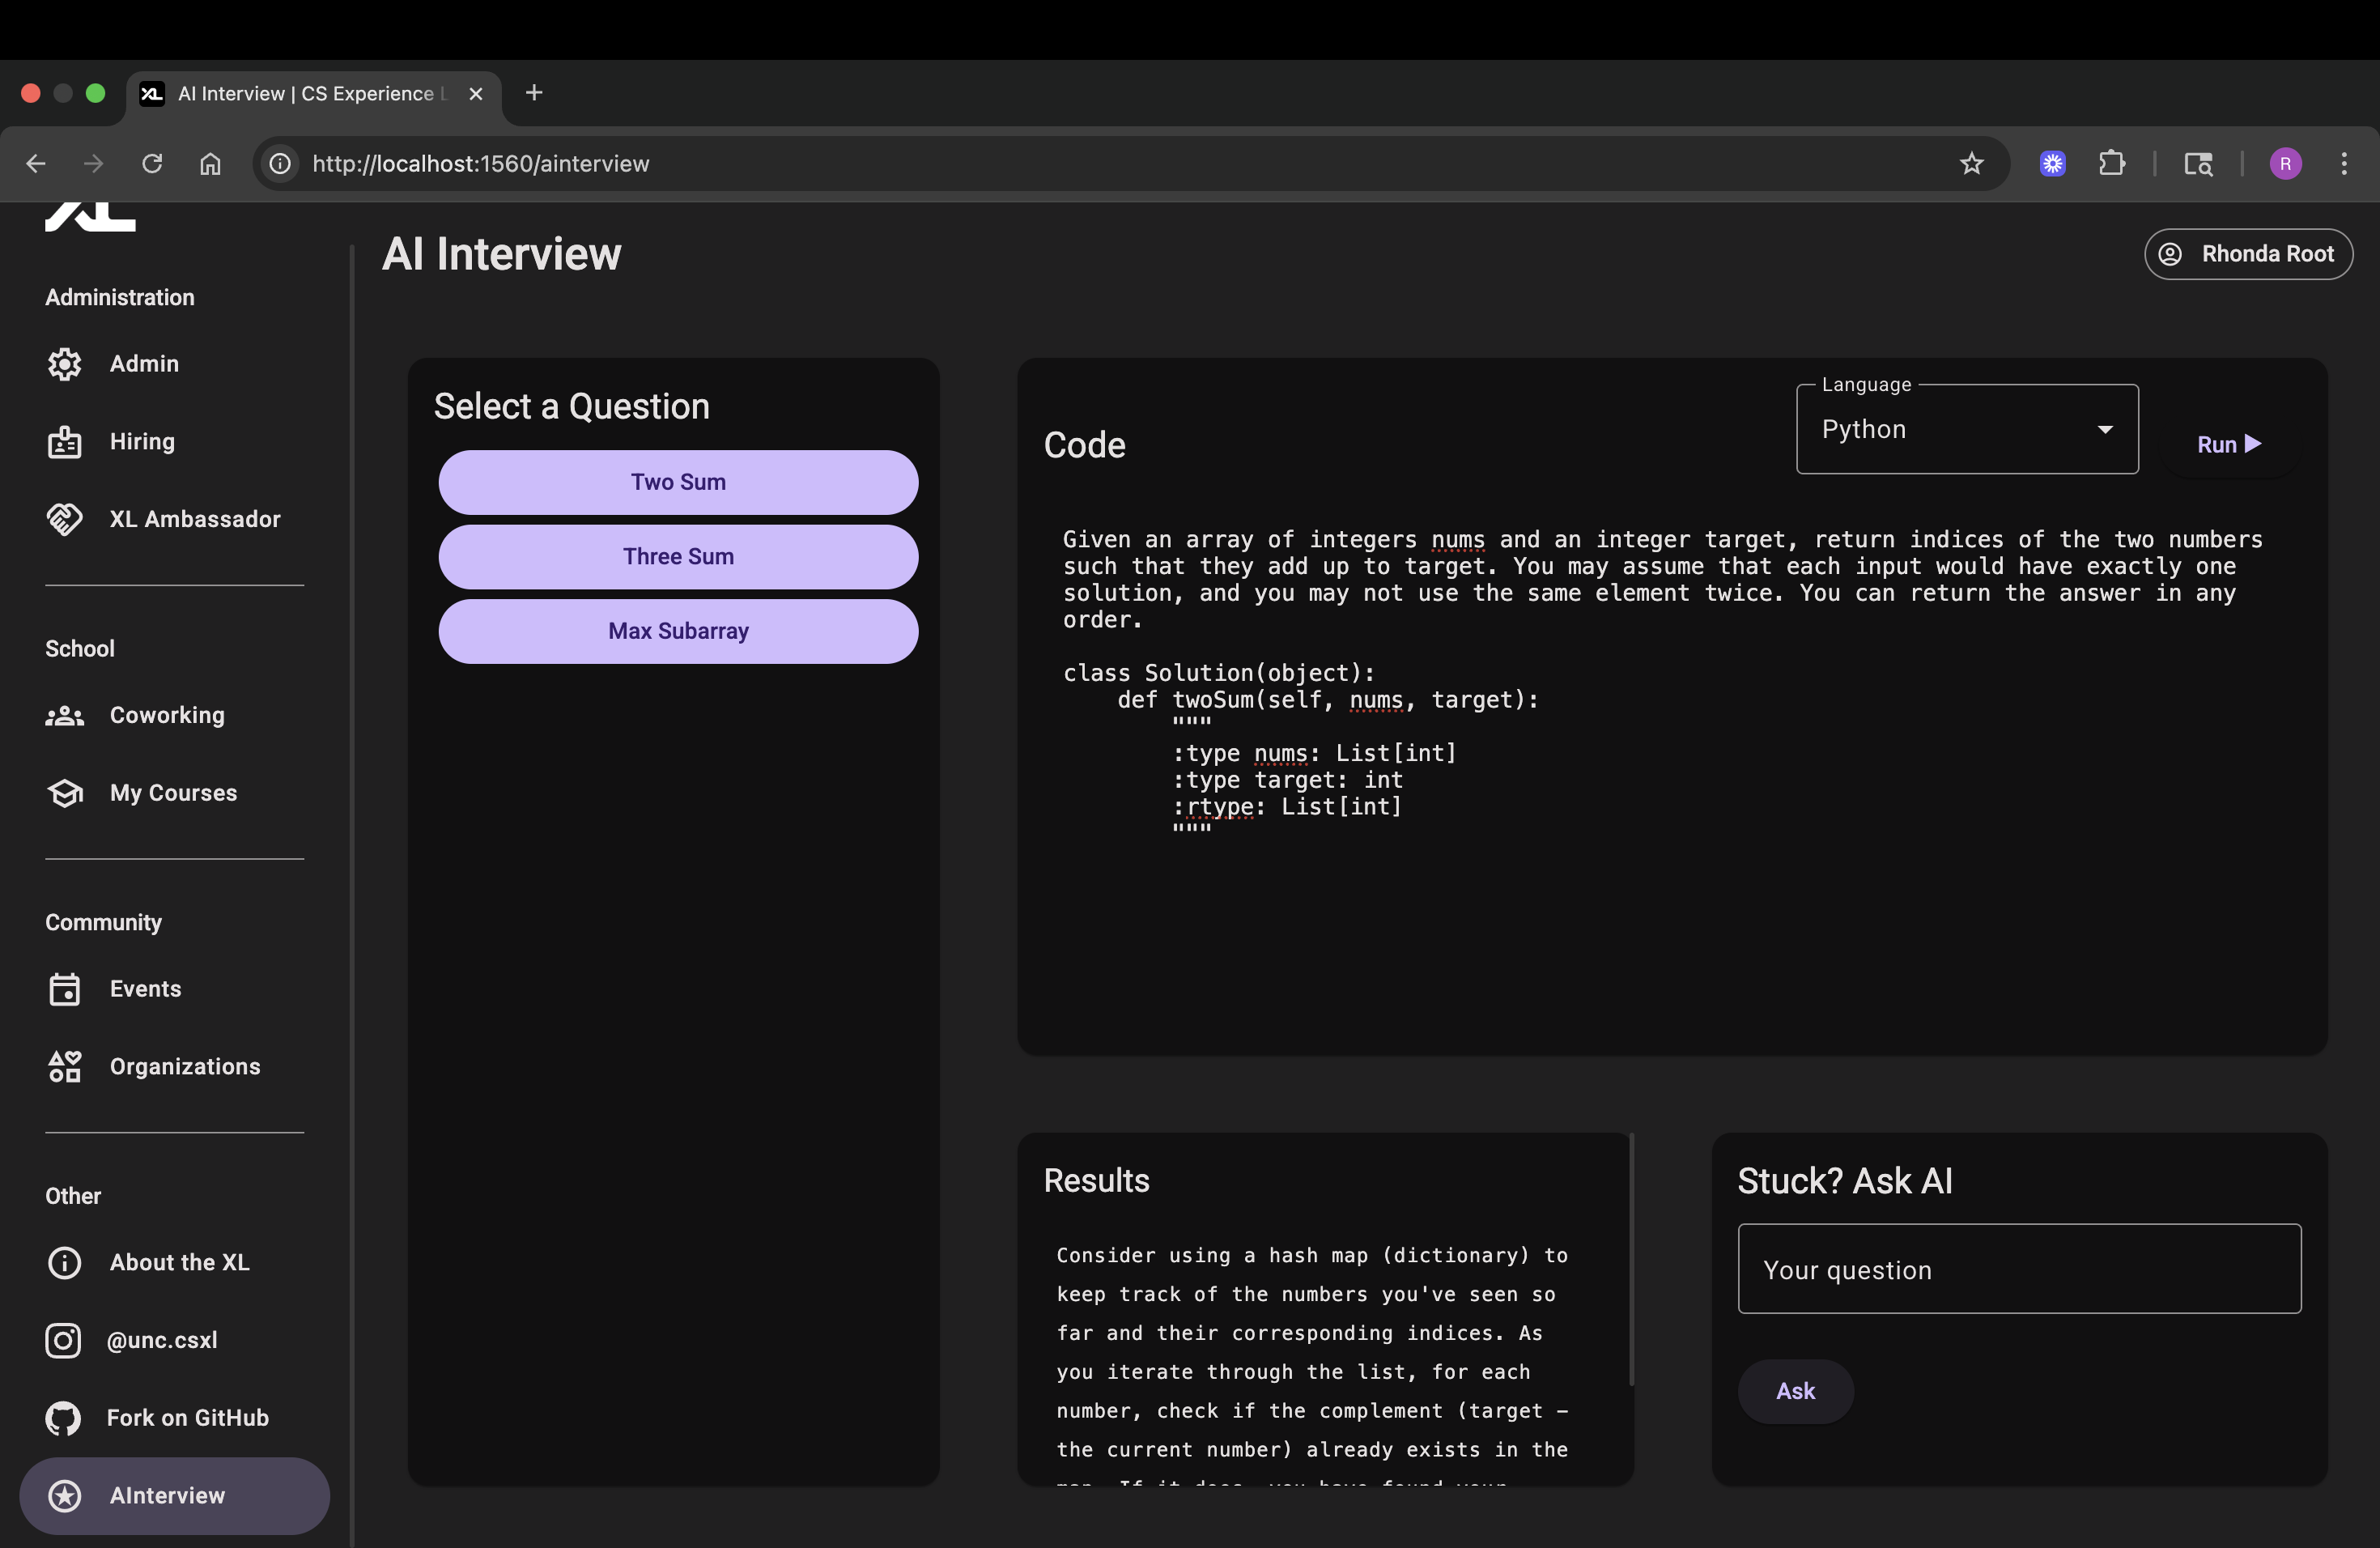 AI Interview | CS Experience L
http://localhost:1560/ainterview
R
XL
AI Interview
Rhonda Root
Administration
Admin
Hiring
XL Ambassador
School
Coworking
My Courses
Community
Events
Organizations
Other
About the XL
@unc.csxl
Fork on GitHub
AInterview
Select a Question
Two Sum
Three Sum
Max Subarray
Code
Language
Python
Run
Given an array of integers nums and an integer target, return indices of the two numbers
such that they add up to target. You may assume that each input would have exactly one
solution, and you may not use the same element twice. You can return the answer in any
order.
class Solution(object):
    def twoSum(self, nums, target):
        """
        :type nums: List[int]
        :type target: int
        :rtype: List[int]
        """
Results
Consider using a hash map (dictionary) to
keep track of the numbers you've seen so
far and their corresponding indices. As
you iterate through the list, for each
number, check if the complement (target –
the current number) already exists in the
map. If it does, you have found your
Stuck? Ask AI
Your question
Ask